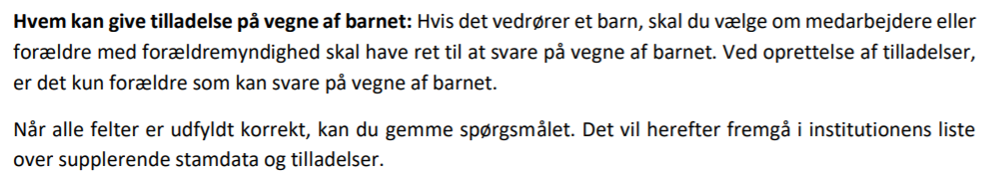 Hvem kan give tilladelse på vegne af barnet: Hvis det vedrører et barn, skal du vælge om medarbejdere eller
forældre med forældremyndighed skal have ret til at svare på vegne af barnet. Ved oprettelse af tilladelser,
er det kun forældre som kan svare på vegne af barnet.
Når alle felter er udfyldt korrekt, kan du gemme spørgsmålet. Det vil herefter fremgå i institutionens liste
over supplerende stamdata og tilladelser.